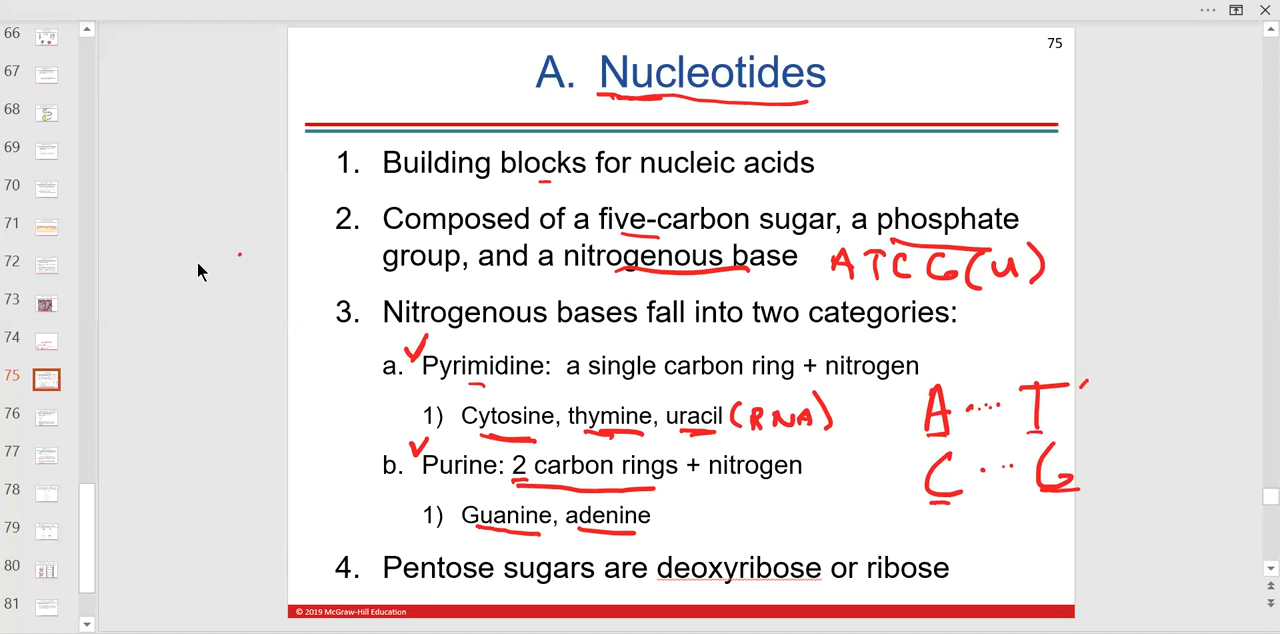 75
A. Nucleotides
1. Building blocks for nucleic acids
2. Composed of a five-carbon sugar, a phosphate
group, and a nitrogenous base
A T C G (U)
3. Nitrogenous bases fall into two categories:
a. Pyrimidine: a single carbon ring + nitrogen
1) Cytosine, thymine, uracil (RNA)
A ... T
b. Purine: 2 carbon rings + nitrogen
C ... G
1) Guanine, adenine
4. Pentose sugars are deoxyribose or ribose
© 2019 McGraw-Hill Education
66
67
68
69
70
71
72
73
74
75
76
77
78
79
80
81